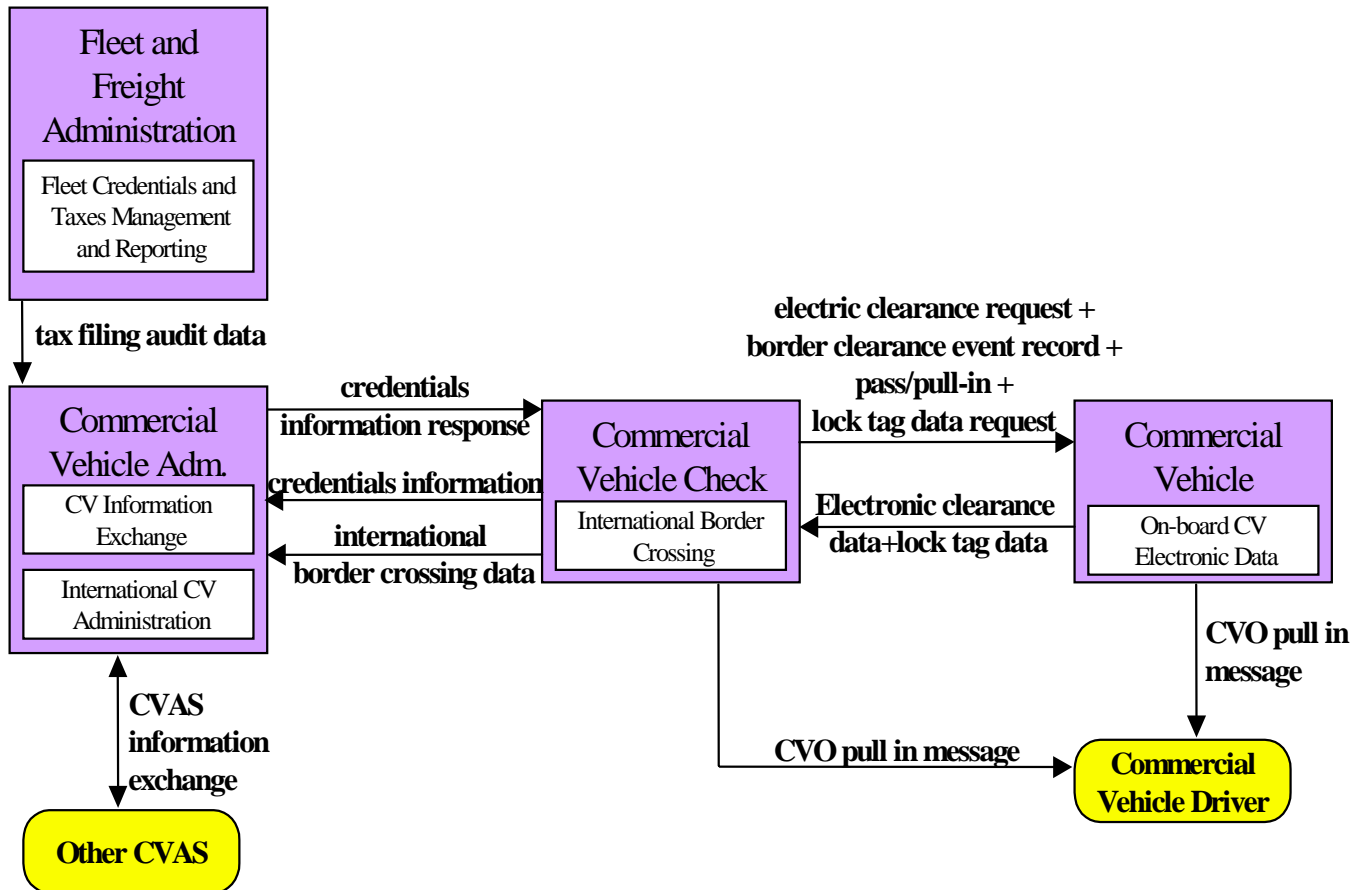 Fleet and
Freight
Administration
Fleet Credentials and
Taxes Management
and Reporting
tax filing audit data
Commercial
Vehicle Adm.
CV Information
Exchange
International CV
Administration
credentials
information response
credentials information
international
border crossing data
Commercial
Vehicle Check
International Border
Crossing
electric clearance request +
border clearance event record +
pass/pull-in +
lock tag data request
Electronic clearance
data+lock tag data
Commercial
Vehicle
On-board CV
Electronic Data
CVO pull in
message
CVO pull in message
Commercial
Vehicle Driver
CVAS
information
exchange
Other CVAS